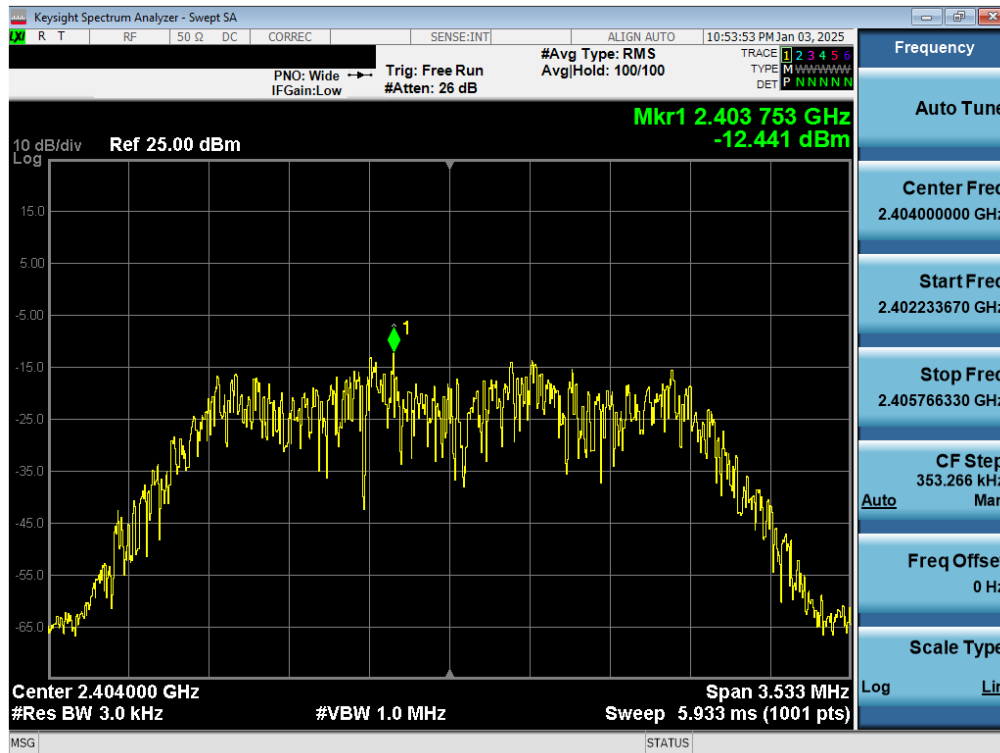 Keysight Spectrum Analyzer - Swept SA
LXI R T RF 50 Ω DC CORREC SENSE:INT ALIGN AUTO 10:53:53 PM Jan 03, 2025
PNO: Wide
IFGain:Low
Trig: Free Run
#Atten: 26 dB
#Avg Type: RMS
Avg|Hold: 100/100
TRACE 1 2 3 4 5 6
TYPE M WWWWW
DET P N N N N N
Mkr1 2.403 753 GHz
-12.441 dBm
10 dB/div
Log
Ref 25.00 dBm
15.0
5.00
-5.00
-15.0
-25.0
-35.0
-45.0
-55.0
-65.0
1
Center 2.404000 GHz
Span 3.533 MHz
#Res BW 3.0 kHz
#VBW 1.0 MHz
Sweep 5.933 ms (1001 pts)
MSG
STATUS
Frequency
Auto Tune
Center Freq
2.404000000 GHz
Start Freq
2.402233670 GHz
Stop Freq
2.405766330 GHz
CF Step
353.266 kHz
Auto Man
Freq Offset
0 Hz
Scale Type
Log Lin